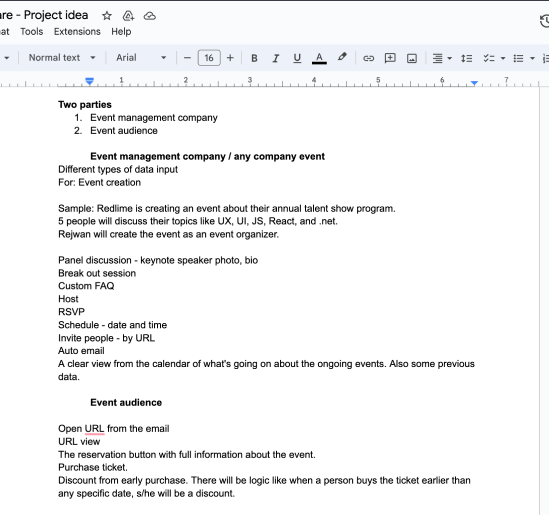 are - Project idea
at Tools Extensions Help
Normal text Arial 16 B I U A
1 2 3 4 5 6 7
Two parties
1. Event management company
2. Event audience
Event management company / any company event
Different types of data input
For: Event creation
Sample: Redlime is creating an event about their annual talent show program.
5 people will discuss their topics like UX, UI, JS, React, and .net.
Rejwan will create the event as an event organizer.
Panel discussion - keynote speaker photo, bio
Break out session
Custom FAQ
Host
RSVP
Schedule - date and time
Invite people - by URL
Auto email
A clear view from the calendar of what's going on about the ongoing events. Also some previous
data.
Event audience
Open URL from the email
URL view
The reservation button with full information about the event.
Purchase ticket.
Discount from early purchase. There will be logic like when a person buys the ticket earlier than
any specific date, s/he will be a discount.